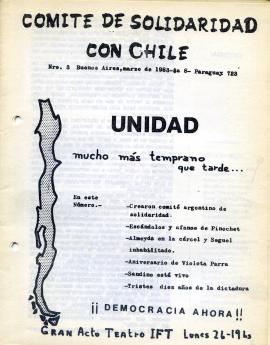 COMITE DE SOLIDARIDAD
CON CHILE
Nro. 3 Buenos Aires, marzo de 1983-$a 8- Paraguay 723
UNIDAD
mucho más temprano
que tarde...
En este
Número.-
-Crearon comité argentino de
solidaridad.
-Escándalos y afanes de Pinochet
-Almeyda en la cárcel y Seguel
inhabilitado.
-Aniversario de Violeta Parra
-Sandino está vivo
-Tristes diez años de la dictadura
¡¡ DEMOCRACIA AHORA!!
GRAN Acto Teatro IFT Lunes 26-19hs